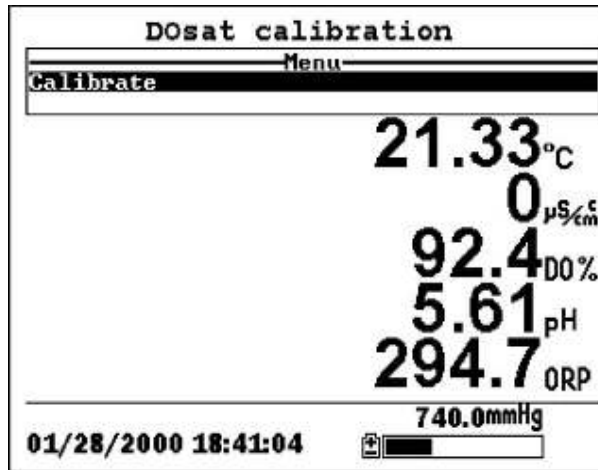 DOsat calibration
Menu
Calibrate
21.33°C
0µS/cm c
92.4DO%
5.61pH
294.7ORP
740.0mmHg
01/28/2000 18:41:04